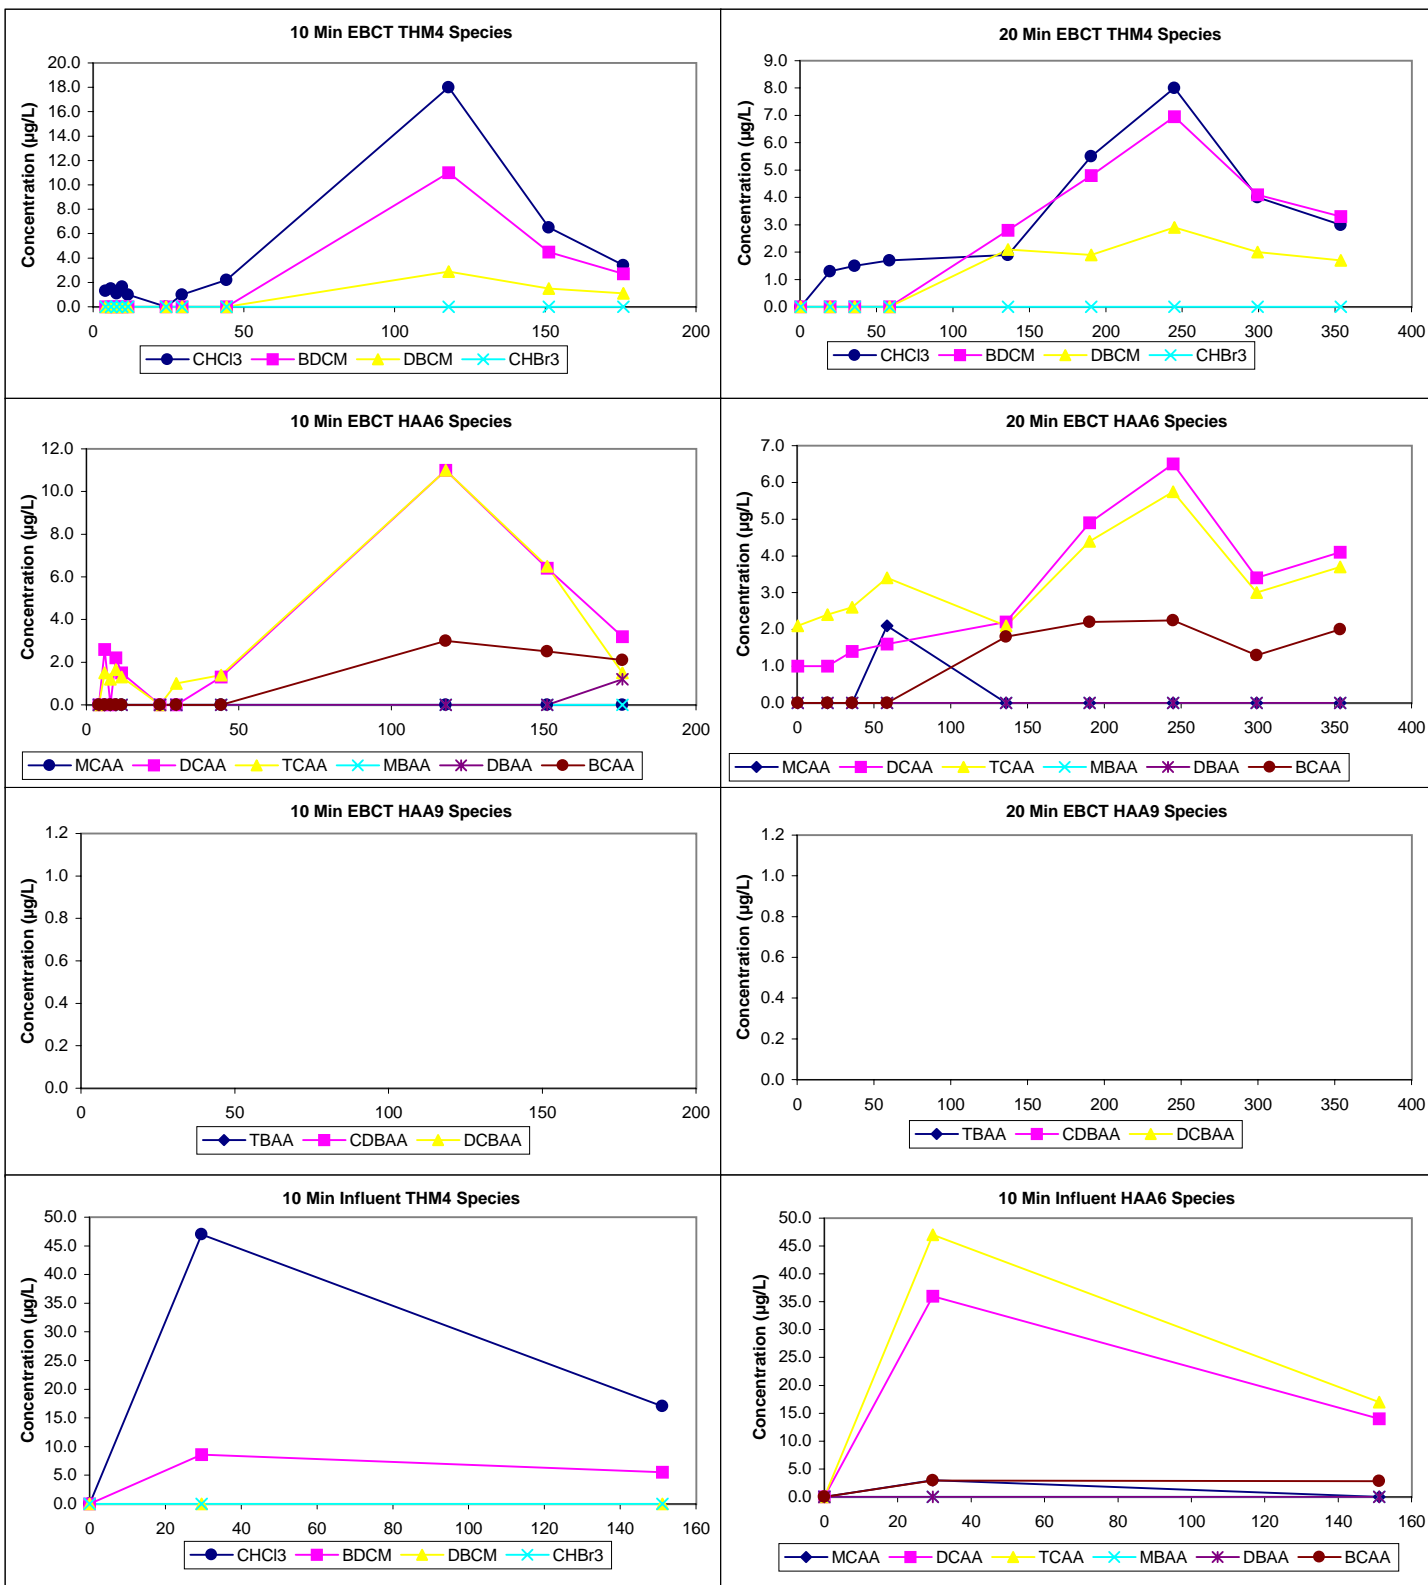 10 Min EBCT THM4 Species
Concentration (µg/L)
20.0
18.0
16.0
14.0
12.0
10.0
8.0
6.0
4.0
2.0
0.0
0 50 100 150 200
CHCl3 BDCM DBCM CHBr3
20 Min EBCT THM4 Species
Concentration (µg/L)
9.0
8.0
7.0
6.0
5.0
4.0
3.0
2.0
1.0
0.0
0 50 100 150 200 250 300 350 400
CHCl3 BDCM DBCM CHBr3
10 Min EBCT HAA6 Species
Concentration (µg/L)
12.0
10.0
8.0
6.0
4.0
2.0
0.0
0 50 100 150 200
MCAA DCAA TCAA MBAA DBAA BCAA
20 Min EBCT HAA6 Species
Concentration (µg/L)
7.0
6.0
5.0
4.0
3.0
2.0
1.0
0.0
0 50 100 150 200 250 300 350 400
MCAA DCAA TCAA MBAA DBAA BCAA
10 Min EBCT HAA9 Species
Concentration (µg/L)
1.2
1.0
0.8
0.6
0.4
0.2
0.0
0 50 100 150 200
TBAA CDBAA DCBAA
20 Min EBCT HAA9 Species
Concentration (µg/L)
1.2
1.0
0.8
0.6
0.4
0.2
0.0
0 50 100 150 200 250 300 350 400
TBAA CDBAA DCBAA
10 Min Influent THM4 Species
Concentration (µg/L)
50.0
45.0
40.0
35.0
30.0
25.0
20.0
15.0
10.0
5.0
0.0
0 20 40 60 80 100 120 140 160
CHCl3 BDCM DBCM CHBr3
10 Min Influent HAA6 Species
Concentration (µg/L)
50.0
45.0
40.0
35.0
30.0
25.0
20.0
15.0
10.0
5.0
0.0
0 20 40 60 80 100 120 140 160
MCAA DCAA TCAA MBAA DBAA BCAA